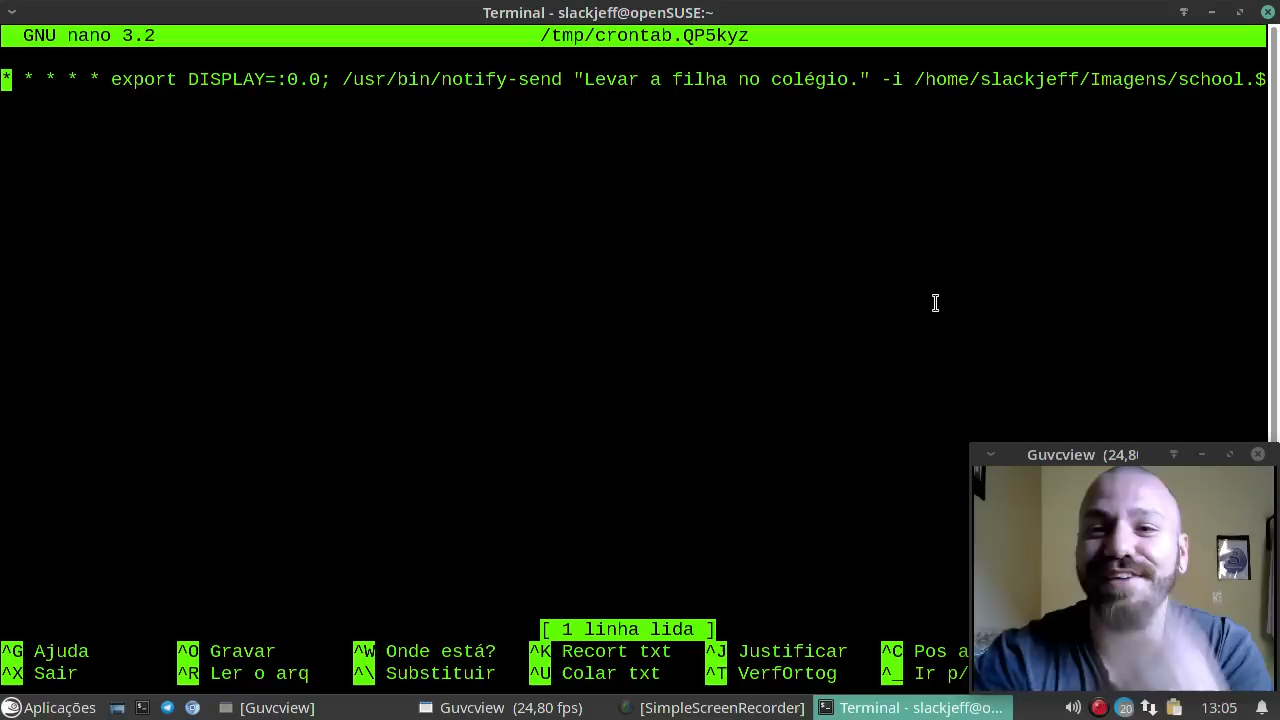 Terminal - slackjeff@openSUSE:~
GNU nano 3.2 /tmp/crontab.QP5kyz
* * * * * export DISPLAY=:0.0; /usr/bin/notify-send "Levar a filha no colégio." -i /home/slackjeff/Imagens/school.$
Guvcview (24,8
[ 1 linha lida ]
^G Ajuda ^O Gravar ^W Onde está? ^K Recort txt ^J Justificar ^C Pos a
^X Sair ^R Ler o arq ^\ Substituir ^U Colar txt ^T VerfOrtog ^_ Ir p/
Aplicações [Guvcview] Guvcview (24,80 fps) [SimpleScreenRecorder] Terminal - slackjeff@o... 20 13:05